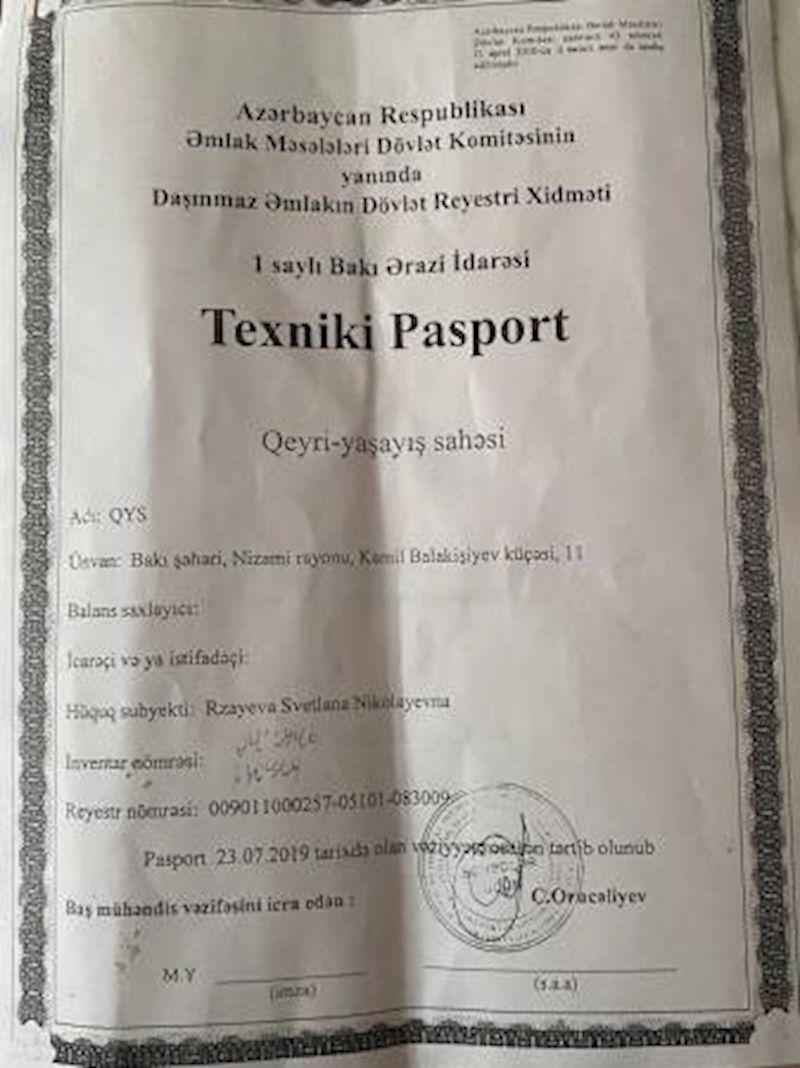 Azərbaycan Respublikası
Əmlak Məsələləri Dövlət Komitəsinin
yanında
Daşınmaz Əmlakın Dövlət Reyestri Xidməti
1 saylı Bakı Ərazi İdarəsi
Texniki Pasport
Qeyri-yaşayış sahəsi
Adı: QYS
Ünvan: Bakı şəhəri, Nizami rayonu, Kamil Balakişiyev küçəsi, 11
Balans saxlayıcı:
İcarəçi və ya istifadəçi:
Hüquq subyekti: Rzayeva Svetlana Nikolayevna
İnventar nömrəsi:
Reyestr nömrəsi: 009011000257-05101-083009
Pasport 23.07.2019 tarixdə olan vəziyyətə əsasən tərtib olunub
Baş mühəndis vəzifəsini icra edən :
C.Orucəliyev
M.Y
(imza)
(s.a.a)